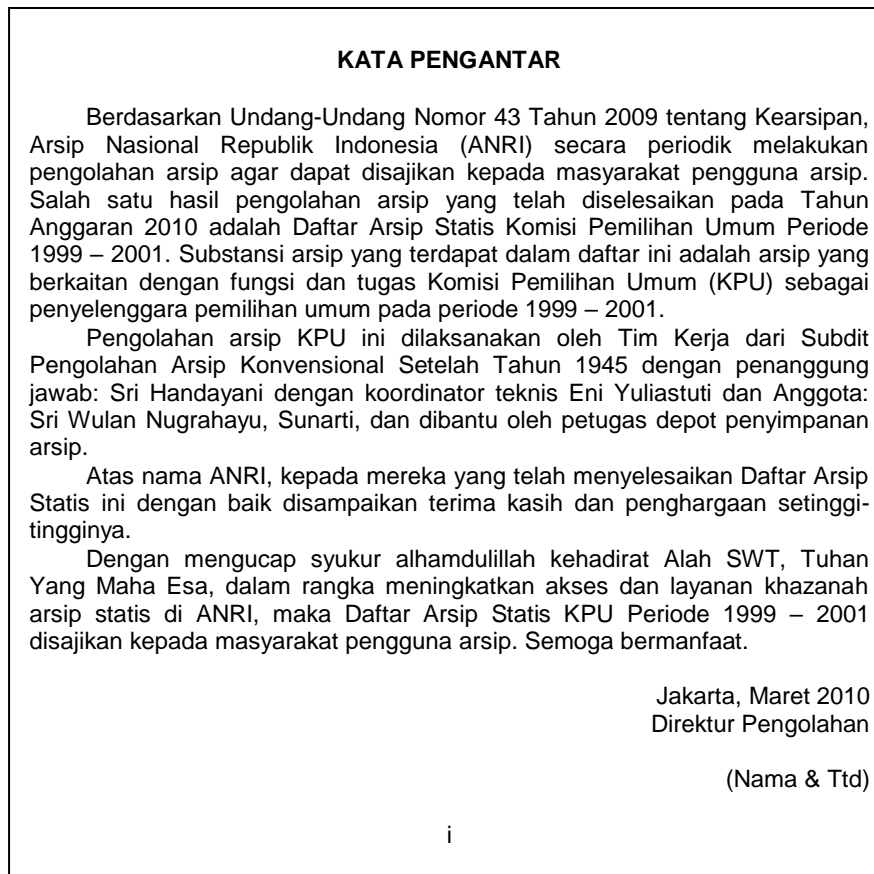 KATA PENGANTAR
Berdasarkan Undang-Undang Nomor 43 Tahun 2009 tentang Kearsipan,
Arsip Nasional Republik Indonesia (ANRI) secara periodik melakukan
pengolahan arsip agar dapat disajikan kepada masyarakat pengguna arsip.
Salah satu hasil pengolahan arsip yang telah diselesaikan pada Tahun
Anggaran 2010 adalah Daftar Arsip Statis Komisi Pemilihan Umum Periode
1999 – 2001. Substansi arsip yang terdapat dalam daftar ini adalah arsip yang
berkaitan dengan fungsi dan tugas Komisi Pemilihan Umum (KPU) sebagai
penyelenggara pemilihan umum pada periode 1999 – 2001.
Pengolahan arsip KPU ini dilaksanakan oleh Tim Kerja dari Subdit
Pengolahan Arsip Konvensional Setelah Tahun 1945 dengan penanggung
jawab: Sri Handayani dengan koordinator teknis Eni Yuliastuti dan Anggota:
Sri Wulan Nugrahayu, Sunarti, dan dibantu oleh petugas depot penyimpanan
arsip.
Atas nama ANRI, kepada mereka yang telah menyelesaikan Daftar Arsip
Statis ini dengan baik disampaikan terima kasih dan penghargaan setinggi-
tingginya.
Dengan mengucap syukur alhamdulillah kehadirat Alah SWT, Tuhan
Yang Maha Esa, dalam rangka meningkatkan akses dan layanan khazanah
arsip statis di ANRI, maka Daftar Arsip Statis KPU Periode 1999 – 2001
disajikan kepada masyarakat pengguna arsip. Semoga bermanfaat.
Jakarta, Maret 2010
Direktur Pengolahan
(Nama & Ttd)
i